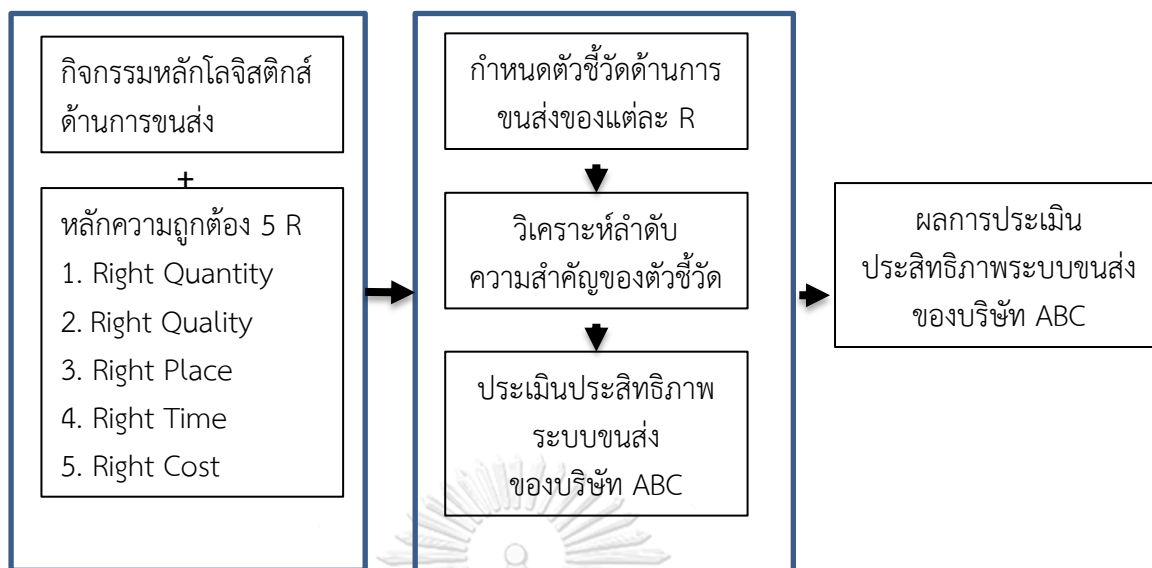 กิจกรรมหลักโลจิสติกส์
ด้านการขนส่ง
+
หลักความถูกต้อง 5 R
1. Right Quantity
2. Right Quality
3. Right Place
4. Right Time
5. Right Cost
กำหนดตัวชี้วัดด้านการ
ขนส่งของแต่ละ R
วิเคราะห์ลำดับ
ความสำคัญของตัวชี้วัด
ประเมินประสิทธิภาพ
ระบบขนส่ง
ของบริษัท ABC
ผลการประเมิน
ประสิทธิภาพระบบขนส่ง
ของบริษัท ABC